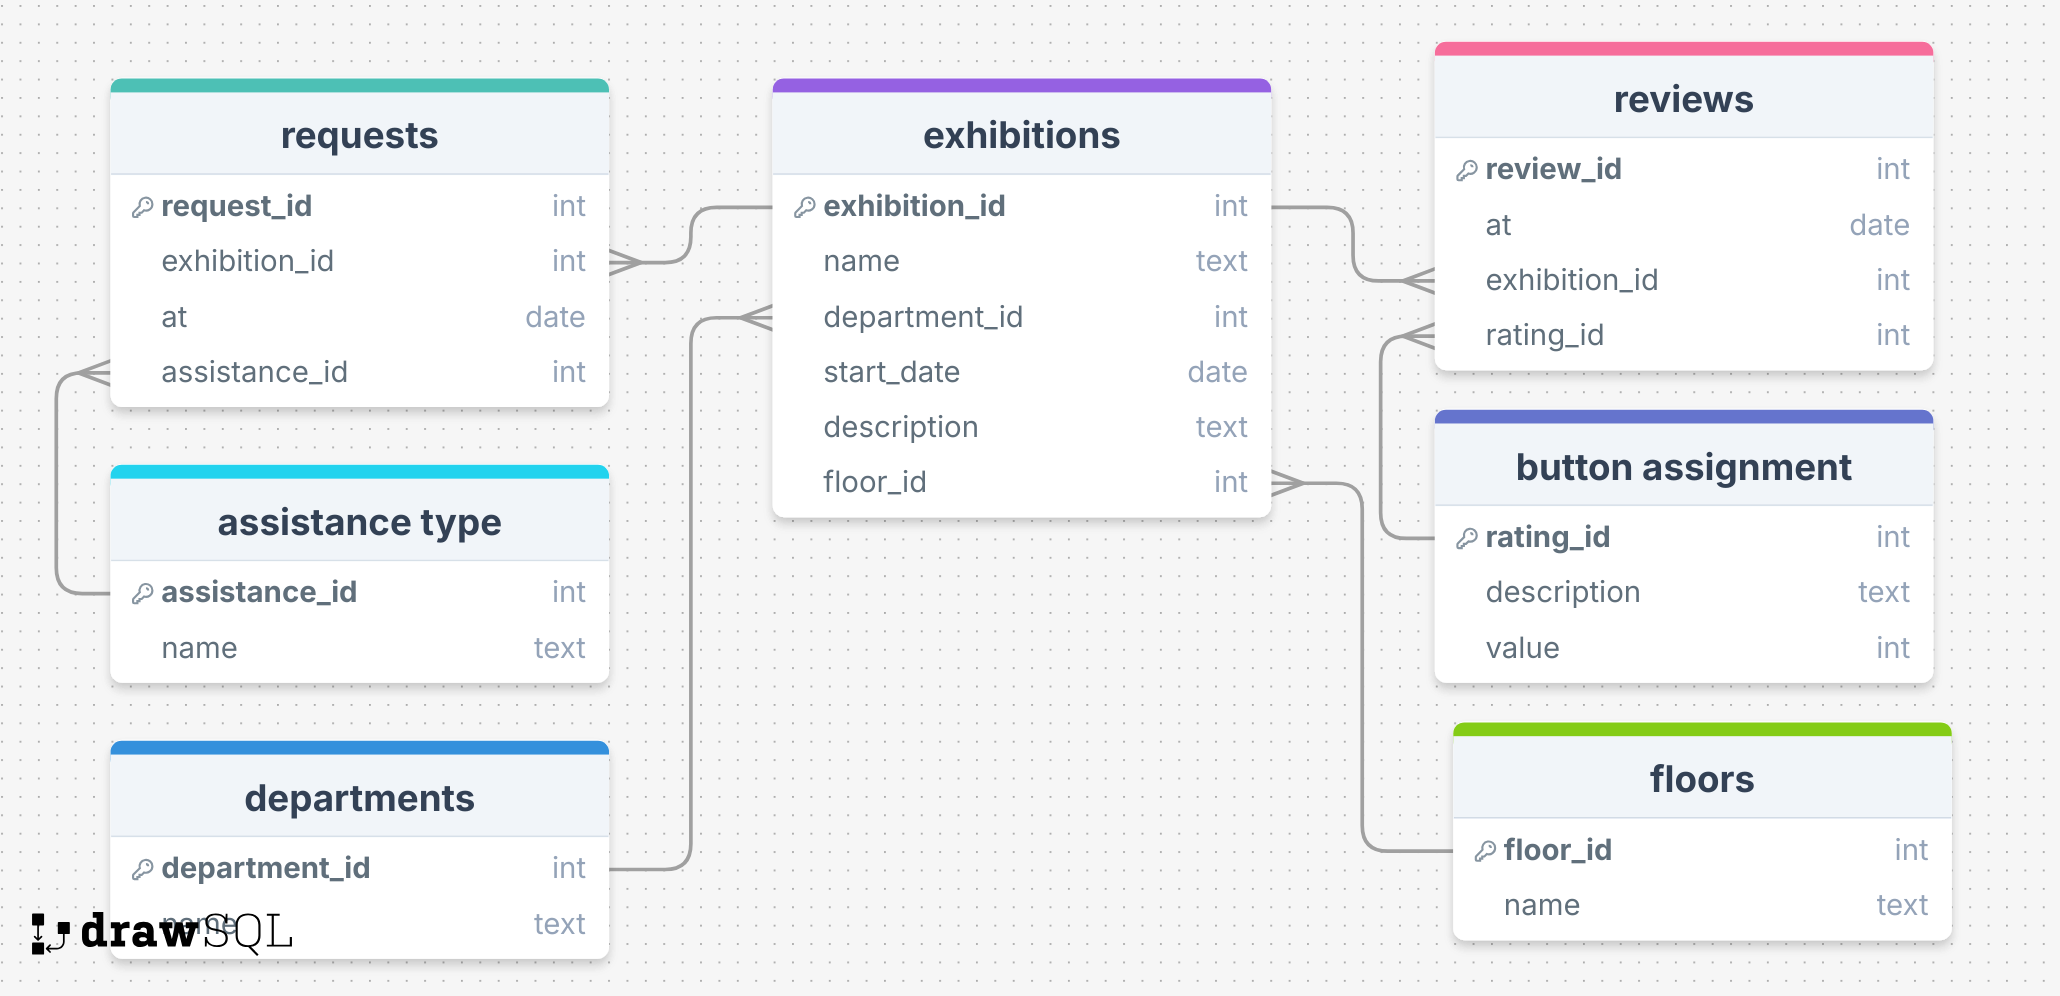 requests
request_id int
exhibition_id int
at date
assistance_id int
assistance type
assistance_id int
name text
departments
department_id int
name text
drawSQL
exhibitions
exhibition_id int
name text
department_id int
start_date date
description text
floor_id int
reviews
review_id int
at date
exhibition_id int
rating_id int
button assignment
rating_id int
description text
value int
floors
floor_id int
name text